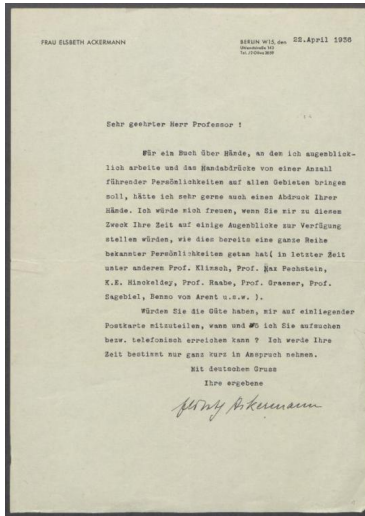 FRAU ELSBETH ACKERMANN
BERLIN W15, den 22.April 1936
Sehr geehrter Herr Professor !
Für ein Buch über Hände, an dem ich augenblick-
lich arbeite und das Handabdrücke von einer Anzahl
führender Persönlichkeiten auf allen Gebieten bringen
soll, hätte ich sehr gerne auch einen Abdruck Ihrer
Hände. Ich würde mich freuen, wenn Sie mir zu diesem
Zweck Ihre Zeit auf einige Augenblicke zur Verfügung
stellen würden, wie dies bereits eine ganze Reihe
bekannter Persönlichkeiten getan hat( in letzter Zeit
unter anderen Prof. Klimsch, Prof. Max Pechstein,
K.E. Hinckeldey, Prof. Raabe, Prof. Graener, Prof.
Sagebiel, Benno von Arent u.s.w. ).
Würden Sie die Güte haben, mir auf einliegender
Postkarte mitzuteilen, wann und wo ich Sie aufsuchen
bezw. telefonisch erreichen kann ? Ich werde Ihre
Zeit bestimmt nur ganz kurz in Anspruch nehmen.
Mit deutschem Gruss
Ihre ergebene
Elsbeth Ackermann